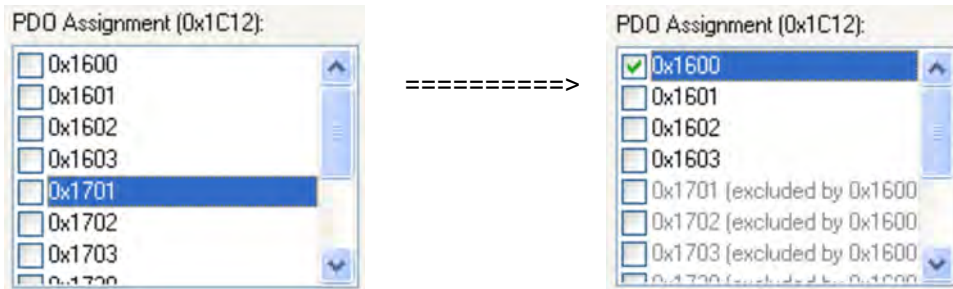 PDO Assignment (0x1C12):
0x1600
0x1601
0x1602
0x1603
0x1701
0x1702
0x1703
==========>
PDO Assignment (0x1C12):
0x1600
0x1601
0x1602
0x1603
0x1701 (excluded by 0x1600
0x1702 (excluded by 0x1600
0x1703 (excluded by 0x1600